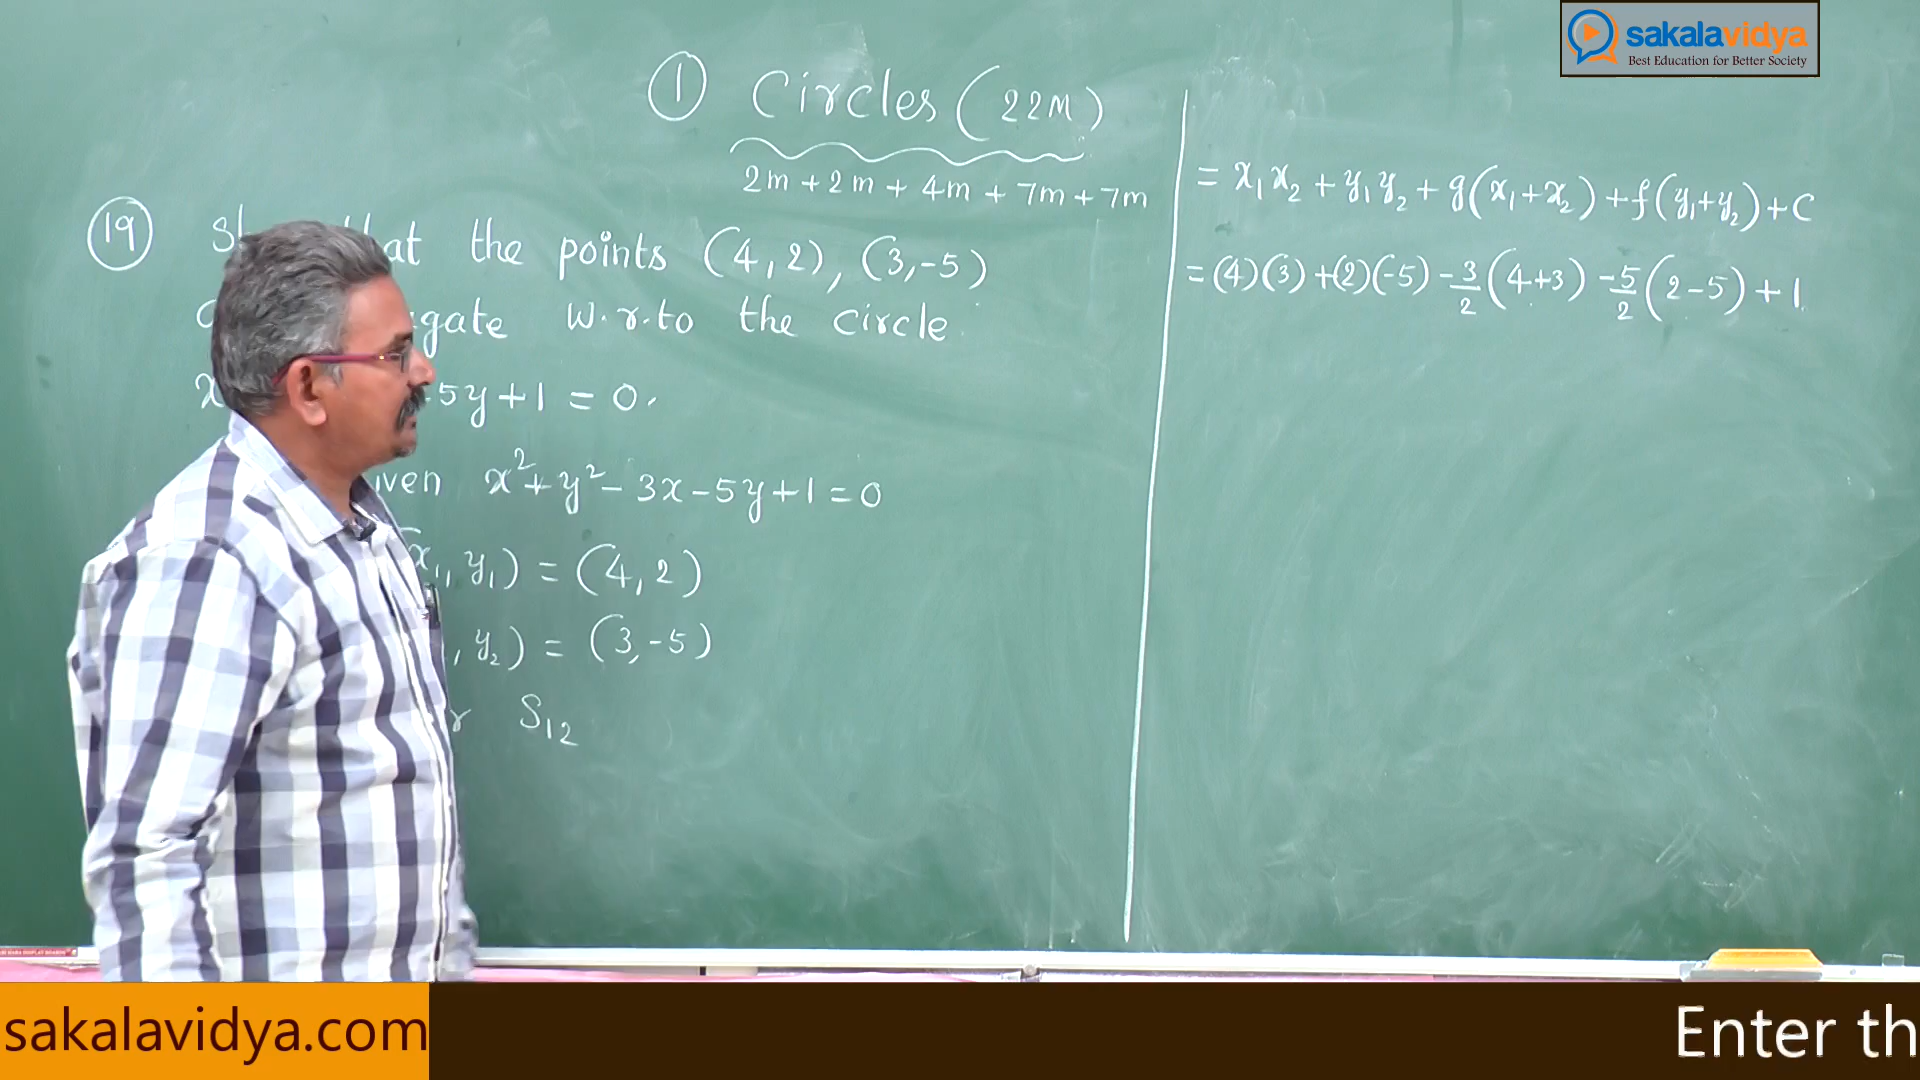 sakalavidya
Best Education for Better Society
① Circles (22M)
2m + 2m + 4m + 7m + 7m
⑲ that the points (4, 2), (3, -5)
w.r.to the circle
5y + 1 = 0.
x² + y² - 3x - 5y + 1 = 0
(x₁, y₁) = (4, 2)
, y₂) = (3, -5)
S₁₂
= x₁x₂ + y₁y₂ + g(x₁+x₂) + f(y₁+y₂) + c
= (4)(3) + (2)(-5) - 3/2 (4+3) - 5/2 (2-5) + 1
sakalavidya.com
Enter th